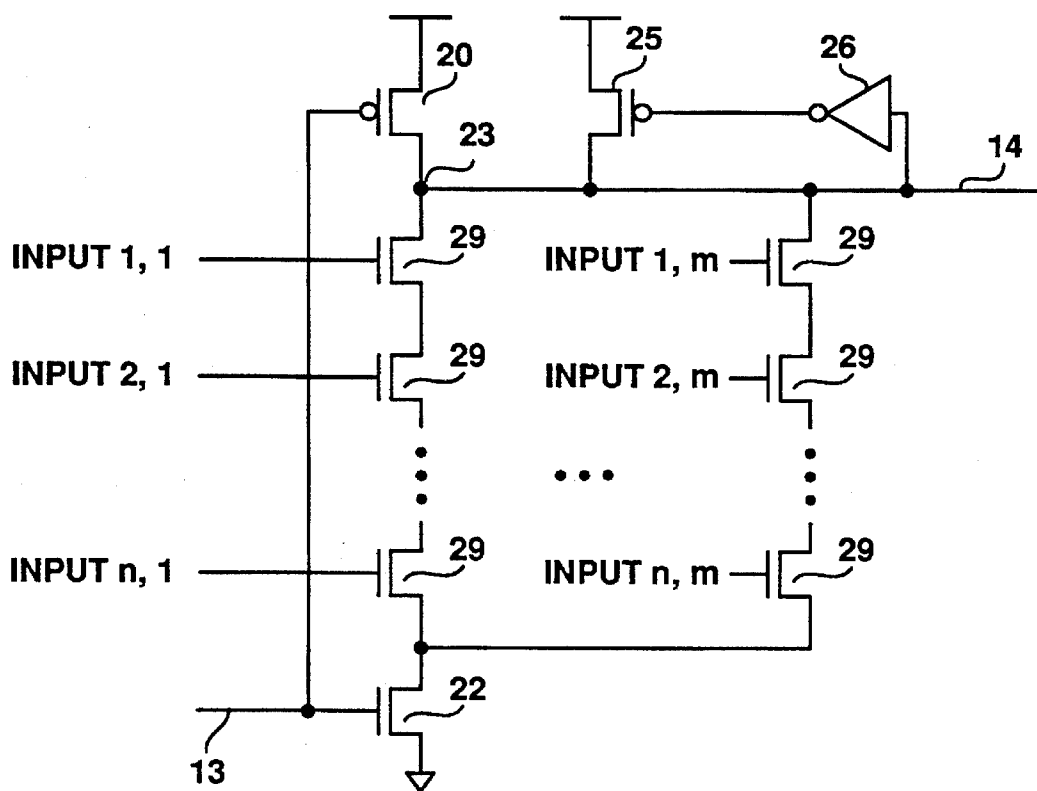 20
25
26
23
14
INPUT 1, 1
29
INPUT 1, m
29
INPUT 2, 1
29
INPUT 2, m
29
INPUT n, 1
29
INPUT n, m
29
22
13